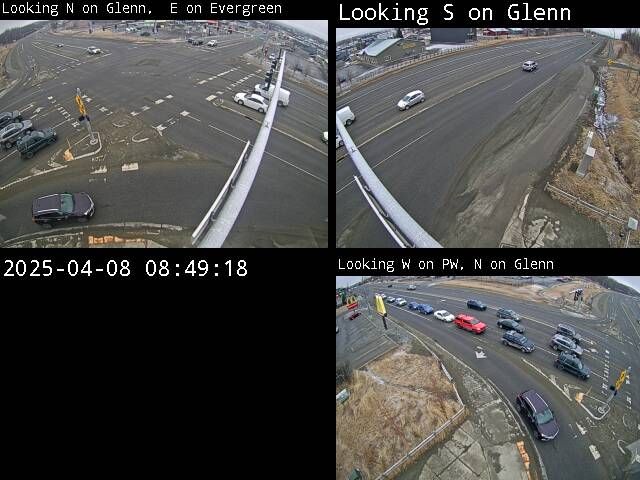 Looking N on Glenn, E on Evergreen
Looking S on Glenn
2025-04-08 08:49:18
Looking W on PW, N on Glenn